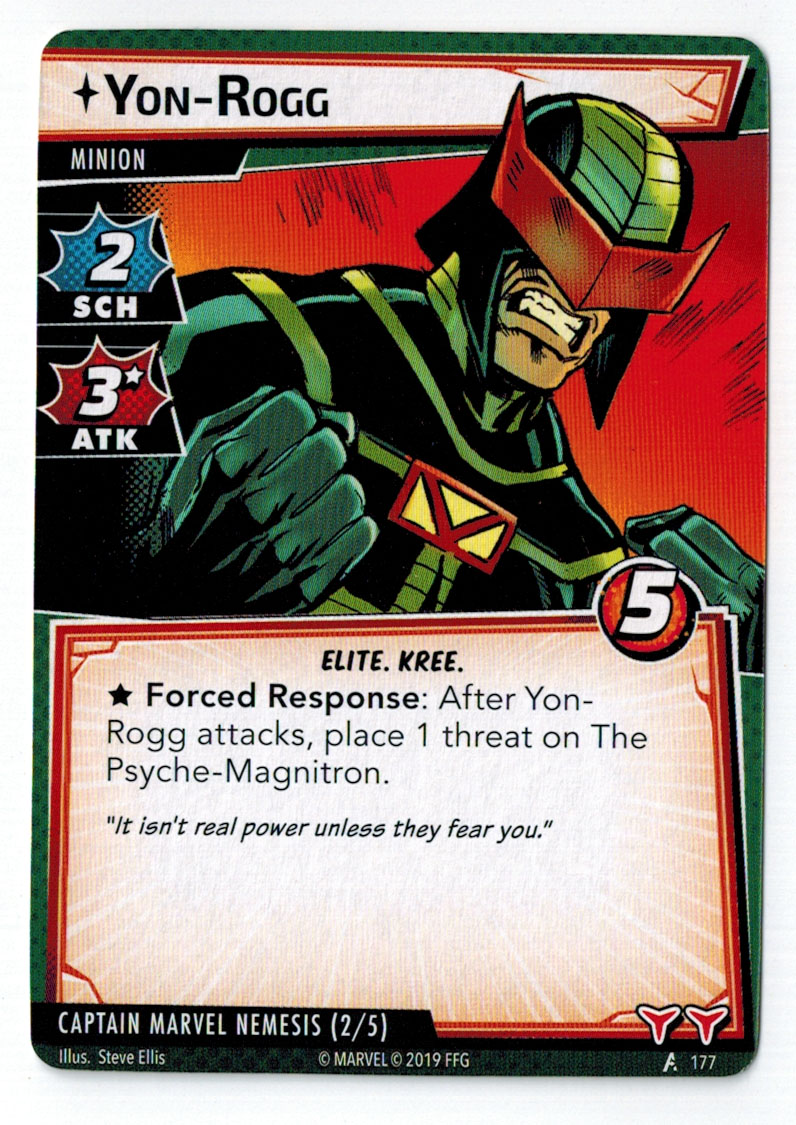 Yon-Rogg
MINION
2
SCH
3
ATK
5
ELITE. KREE.
★ Forced Response: After Yon-
Rogg attacks, place 1 threat on The
Psyche-Magnitron.
"It isn't real power unless they fear you."
CAPTAIN MARVEL NEMESIS (2/5)
Illus. Steve Ellis
© MARVEL © 2019 FFG
177